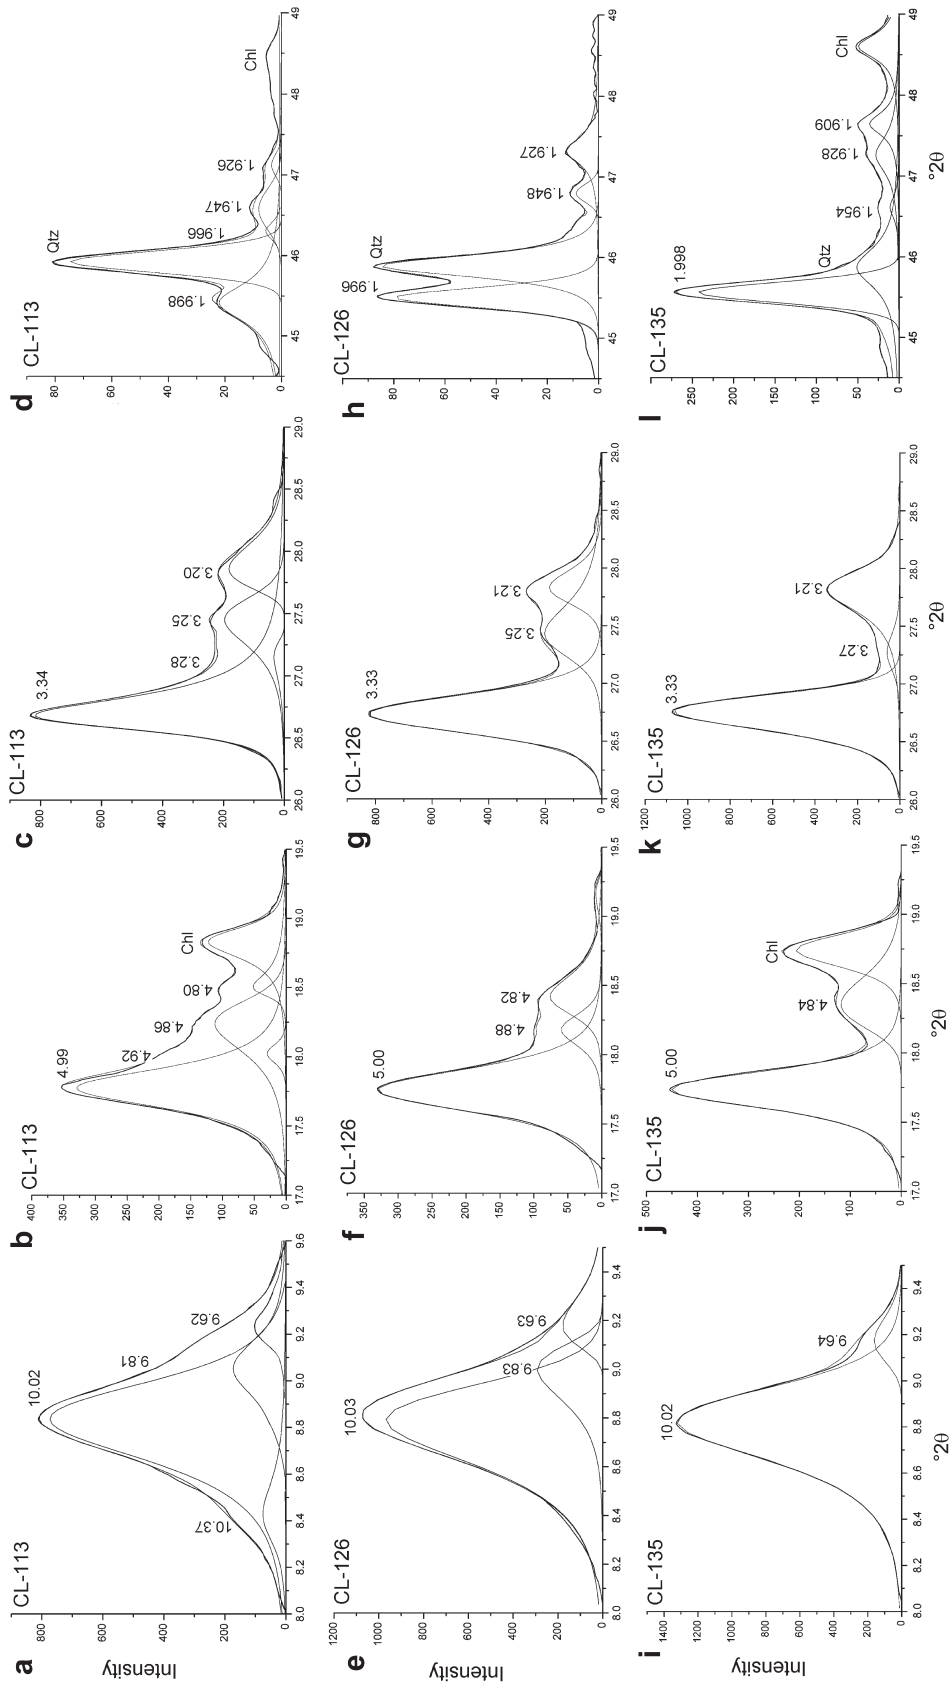 a
CL-113
Intensity
800
600
400
200
0
10.37
10.02
9.81
9.62
8.0 8.2 8.4 8.6 8.8 9.0 9.2 9.4 9.6
b
CL-113
400
350
300
250
200
150
100
50
0
4.99
4.92
4.86
4.80
Chl
17.0 17.5 18.0 18.5 19.0 19.5
c
CL-113
800
600
400
200
0
3.34
3.28
3.25
3.20
26.0 26.5 27.0 27.5 28.0 28.5 29.0
d
CL-113
80
60
40
20
0
1.998
Qtz
1.966
1.947
1.926
Chl
45 46 47 48 49
e
CL-126
Intensity
1200
1000
800
600
400
200
0
10.03
9.83
9.63
8.0 8.2 8.4 8.6 8.8 9.0 9.2 9.4
f
CL-126
350
300
250
200
150
100
50
0
5.00
4.88
4.82
17.0 17.5 18.0 18.5 19.0 19.5
g
CL-126
800
600
400
200
0
3.33
3.25
3.21
26.0 26.5 27.0 27.5 28.0 28.5 29.0
h
CL-126
80
60
40
20
0
1.996
Qtz
1.948
1.927
45 46 47 48 49
i
CL-135
Intensity
1400
1200
1000
800
600
400
200
0
10.02
9.64
8.0 8.2 8.4 8.6 8.8 9.0 9.2 9.4
°2θ
j
CL-135
500
400
300
200
100
0
5.00
4.84
Chl
17.0 17.5 18.0 18.5 19.0 19.5
°2θ
k
CL-135
1200
1000
800
600
400
200
0
3.33
3.27
3.21
26.0 26.5 27.0 27.5 28.0 28.5 29.0
°2θ
l
CL-135
250
200
150
100
50
0
1.998
Qtz
1.954
1.928
1.909
Chl
45 46 47 48 49
°2θ